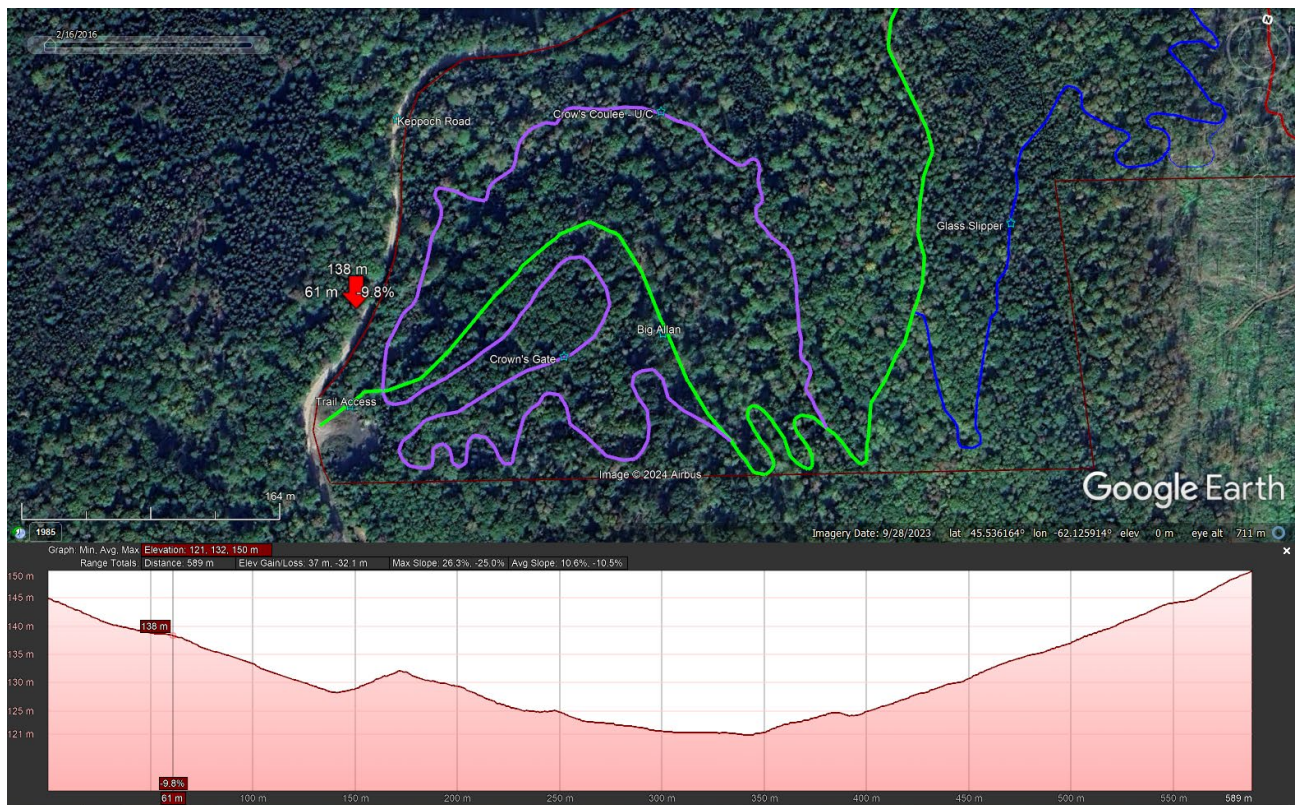 2/16/2016
N
Keppoch Road
Crow's Coulee - U/C
Glass Slipper
138 m
61 m -9.8%
Big Allan
Crown's Gate
Trail Access
Image © 2024 Airbus
164 m
Google Earth
1985
Imagery Date: 9/28/2023 lat 45.536164° lon -62.125914° elev 0 m eye alt 711 m
Graph: Min, Avg, Max Elevation: 121, 132, 150 m
Range Totals: Distance: 589 m Elev Gain/Loss: 37 m, -32.1 m Max Slope: 26.3%, -25.0% Avg Slope: 10.6%, -10.5%
150 m
145 m
140 m
138 m
135 m
130 m
125 m
121 m
-9.8%
61 m 100 m 150 m 200 m 250 m 300 m 350 m 400 m 450 m 500 m 550 m 589 m